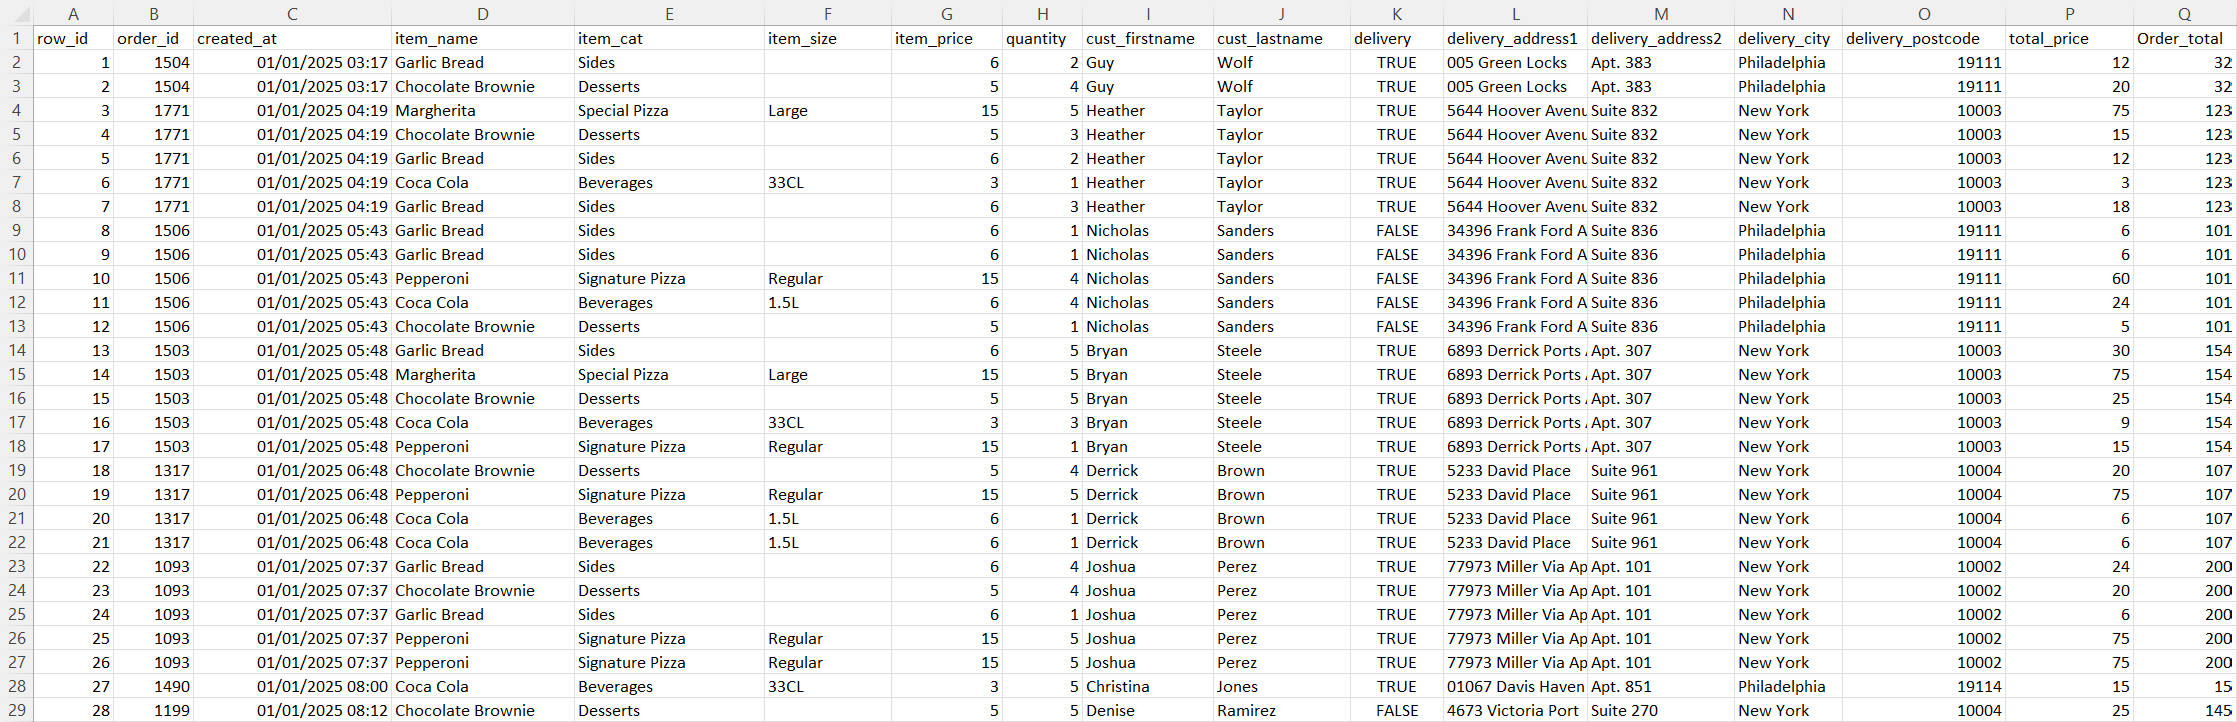 A B C D E F G H I J K L M N O P Q
1 row_id order_id created_at item_name item_cat item_size item_price quantity cust_firstname cust_lastname delivery delivery_address1 delivery_address2 delivery_city delivery_postcode total_price Order_total
2 1 1504 01/01/2025 03:17 Garlic Bread Sides 6 2 Guy Wolf TRUE 005 Green Locks Apt. 383 Philadelphia 19111 12 32
3 2 1504 01/01/2025 03:17 Chocolate Brownie Desserts 5 4 Guy Wolf TRUE 005 Green Locks Apt. 383 Philadelphia 19111 20 32
4 3 1771 01/01/2025 04:19 Margherita Special Pizza Large 15 5 Heather Taylor TRUE 5644 Hoover Avenu Suite 832 New York 10003 75 123
5 4 1771 01/01/2025 04:19 Chocolate Brownie Desserts 5 3 Heather Taylor TRUE 5644 Hoover Avenu Suite 832 New York 10003 15 123
6 5 1771 01/01/2025 04:19 Garlic Bread Sides 6 2 Heather Taylor TRUE 5644 Hoover Avenu Suite 832 New York 10003 12 123
7 6 1771 01/01/2025 04:19 Coca Cola Beverages 33CL 3 1 Heather Taylor TRUE 5644 Hoover Avenu Suite 832 New York 10003 3 123
8 7 1771 01/01/2025 04:19 Garlic Bread Sides 6 3 Heather Taylor TRUE 5644 Hoover Avenu Suite 832 New York 10003 18 123
9 8 1506 01/01/2025 05:43 Garlic Bread Sides 6 1 Nicholas Sanders FALSE 34396 Frank Ford A Suite 836 Philadelphia 19111 6 101
10 9 1506 01/01/2025 05:43 Garlic Bread Sides 6 1 Nicholas Sanders FALSE 34396 Frank Ford A Suite 836 Philadelphia 19111 6 101
11 10 1506 01/01/2025 05:43 Pepperoni Signature Pizza Regular 15 4 Nicholas Sanders FALSE 34396 Frank Ford A Suite 836 Philadelphia 19111 60 101
12 11 1506 01/01/2025 05:43 Coca Cola Beverages 1.5L 6 4 Nicholas Sanders FALSE 34396 Frank Ford A Suite 836 Philadelphia 19111 24 101
13 12 1506 01/01/2025 05:43 Chocolate Brownie Desserts 5 1 Nicholas Sanders FALSE 34396 Frank Ford A Suite 836 Philadelphia 19111 5 101
14 13 1503 01/01/2025 05:48 Garlic Bread Sides 6 5 Bryan Steele TRUE 6893 Derrick Ports Apt. 307 New York 10003 30 154
15 14 1503 01/01/2025 05:48 Margherita Special Pizza Large 15 5 Bryan Steele TRUE 6893 Derrick Ports Apt. 307 New York 10003 75 154
16 15 1503 01/01/2025 05:48 Chocolate Brownie Desserts 5 5 Bryan Steele TRUE 6893 Derrick Ports Apt. 307 New York 10003 25 154
17 16 1503 01/01/2025 05:48 Coca Cola Beverages 33CL 3 3 Bryan Steele TRUE 6893 Derrick Ports Apt. 307 New York 10003 9 154
18 17 1503 01/01/2025 05:48 Pepperoni Signature Pizza Regular 15 1 Bryan Steele TRUE 6893 Derrick Ports Apt. 307 New York 10003 15 154
19 18 1317 01/01/2025 06:48 Chocolate Brownie Desserts 5 4 Derrick Brown TRUE 5233 David Place Suite 961 New York 10004 20 107
20 19 1317 01/01/2025 06:48 Pepperoni Signature Pizza Regular 15 5 Derrick Brown TRUE 5233 David Place Suite 961 New York 10004 75 107
21 20 1317 01/01/2025 06:48 Coca Cola Beverages 1.5L 6 1 Derrick Brown TRUE 5233 David Place Suite 961 New York 10004 6 107
22 21 1317 01/01/2025 06:48 Coca Cola Beverages 1.5L 6 1 Derrick Brown TRUE 5233 David Place Suite 961 New York 10004 6 107
23 22 1093 01/01/2025 07:37 Garlic Bread Sides 6 4 Joshua Perez TRUE 77973 Miller Via Ap Apt. 101 New York 10002 24 200
24 23 1093 01/01/2025 07:37 Chocolate Brownie Desserts 5 4 Joshua Perez TRUE 77973 Miller Via Ap Apt. 101 New York 10002 20 200
25 24 1093 01/01/2025 07:37 Garlic Bread Sides 6 1 Joshua Perez TRUE 77973 Miller Via Ap Apt. 101 New York 10002 6 200
26 25 1093 01/01/2025 07:37 Pepperoni Signature Pizza Regular 15 5 Joshua Perez TRUE 77973 Miller Via Ap Apt. 101 New York 10002 75 200
27 26 1093 01/01/2025 07:37 Pepperoni Signature Pizza Regular 15 5 Joshua Perez TRUE 77973 Miller Via Ap Apt. 101 New York 10002 75 200
28 27 1490 01/01/2025 08:00 Coca Cola Beverages 33CL 3 5 Christina Jones TRUE 01067 Davis Haven Apt. 851 Philadelphia 19114 15 15
29 28 1199 01/01/2025 08:12 Chocolate Brownie Desserts 5 5 Denise Ramirez FALSE 4673 Victoria Port Suite 270 New York 10004 25 145